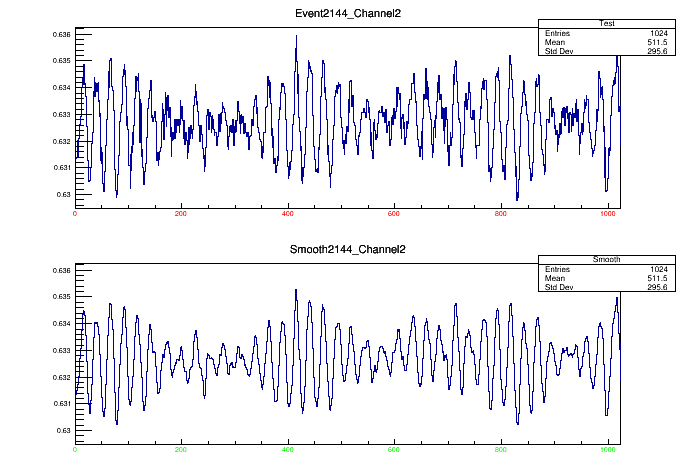 Event2144_Channel2
Test
Entries 1024
Mean 511.5
Std Dev 295.6
0.636
0.635
0.634
0.633
0.632
0.631
0.63
0 200 400 600 800 1000
Smooth2144_Channel2
Smooth
Entries 1024
Mean 511.5
Std Dev 295.6
0.636
0.635
0.634
0.633
0.632
0.631
0.63
0 200 400 600 800 1000